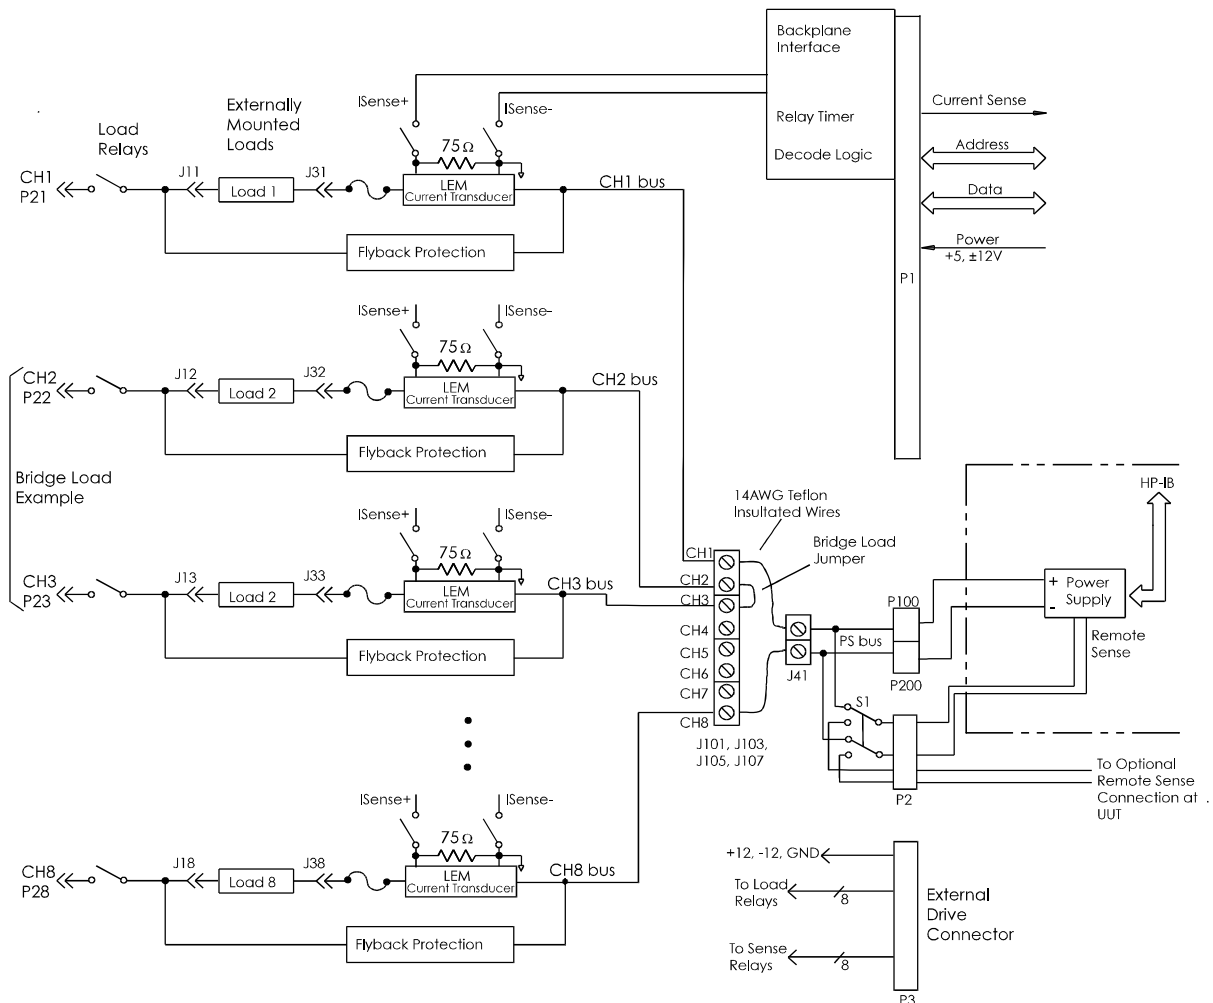 Backplane
Interface
Relay Timer
Decode Logic
P1
Current Sense
Address
Data
Power
+5, ±12V
Load
Relays
Externally
Mounted
Loads
ISense+
ISense-
75Ω
CH1
P21
J11
Load 1
J31
LEM
Current Transducer
CH1 bus
Flyback Protection
ISense+
ISense-
75Ω
CH2
P22
J12
Load 2
J32
LEM
Current Transducer
CH2 bus
Flyback Protection
Bridge Load
Example
ISense+
ISense-
75Ω
CH3
P23
J13
Load 2
J33
LEM
Current Transducer
CH3 bus
Flyback Protection
ISense+
ISense-
75Ω
CH8
P28
J18
Load 8
J38
LEM
Current Transducer
CH8 bus
Flyback Protection
14AWG Teflon
Insultated Wires
Bridge Load
Jumper
CH1
CH2
CH3
CH4
CH5
CH6
CH7
CH8
J101, J103,
J105, J107
J41
PS bus
P100
P200
S1
P2
HP-IB
+
-
Power
Supply
Remote
Sense
To Optional
Remote Sense
Connection at .
UUT
+12, -12, GND
To Load
Relays
8
To Sense
Relays
8
External
Drive
Connector
P3